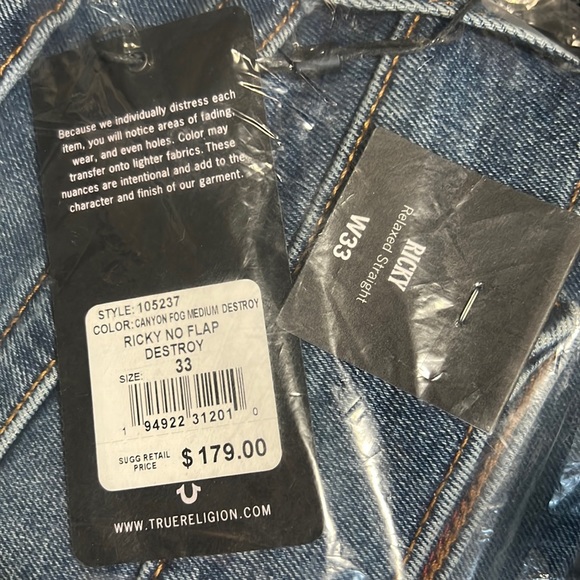 Because we individually distress each
item, you will notice areas of fading,
wear, and even holes. Color may
transfer onto lighter fabrics. These
nuances are intentional and add to the
character and finish of our garment.
STYLE: 105237
COLOR: CANYON FOG MEDIUM DESTROY
RICKY NO FLAP
DESTROY
SIZE: 33
1 94922 31201 0
SUGG RETAIL
PRICE $179.00
WWW.TRUERELIGION.COM
RICKY
Relaxed Straight
W33